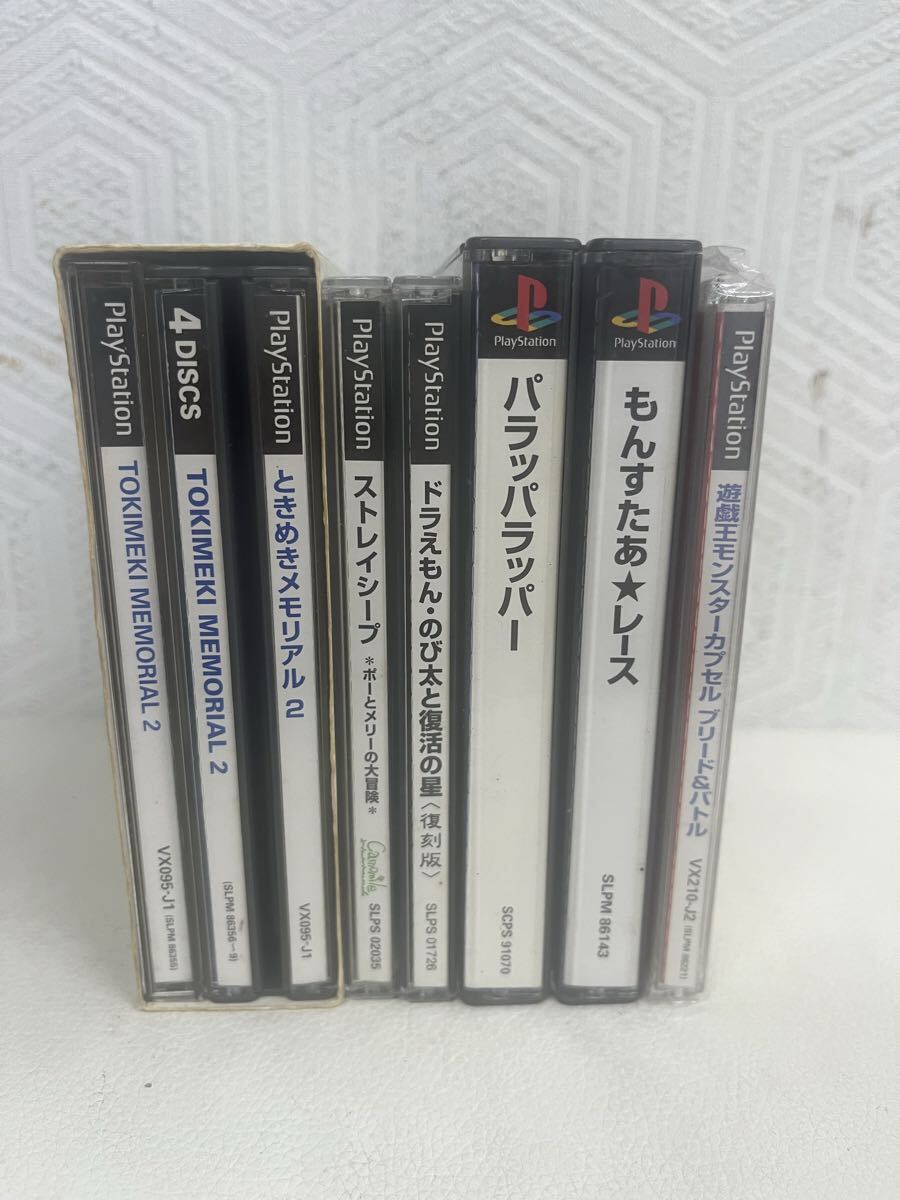 PlayStation
TOKIMEKI MEMORIAL 2
VX095-J1 (SLPM 86355)
4 DISCS
TOKIMEKI MEMORIAL 2
(SLPM 86356~9)
PlayStation
ときめきメモリアル 2
VX095-J1
PlayStation
ストレイシープ
*ポーとメリーの大冒険*
SLPS 02035
PlayStation
ドラえもん・のび太と復活の星〈復刻版〉
SLPS 01726
PlayStation
パラッパラッパー
SCPS 91070
PlayStation
もんすたあ★レース
SLPM 86143
PlayStation
遊戯王モンスターカプセル ブリード&バトル
VX210-J2 (SLPM 86221)